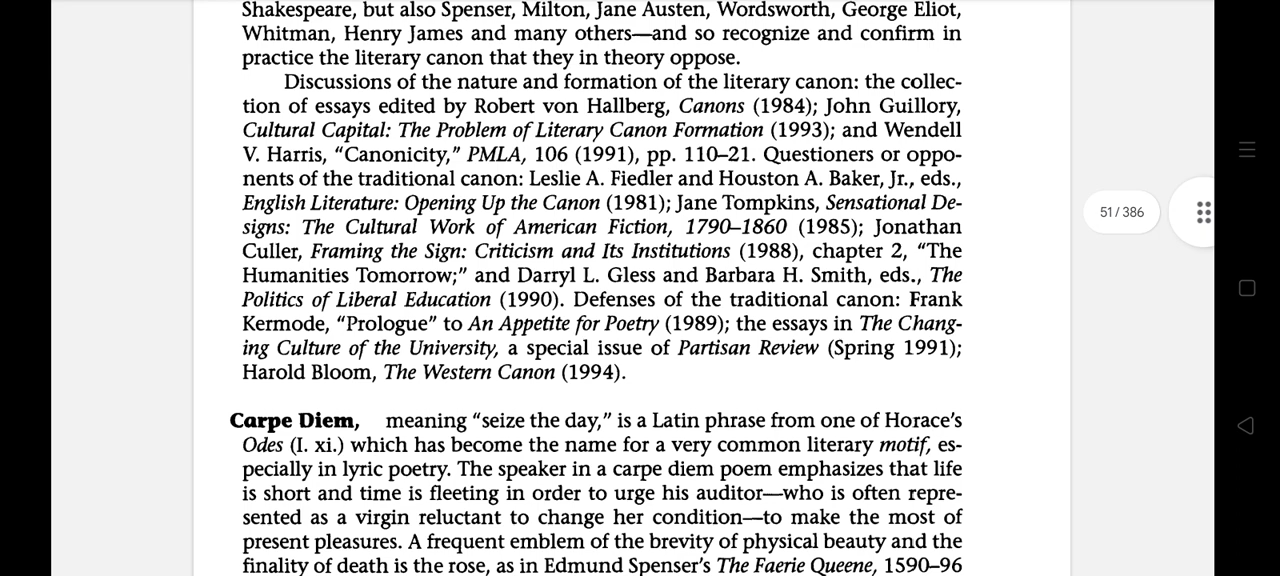 Shakespeare, but also Spenser, Milton, Jane Austen, Wordsworth, George Eliot,
Whitman, Henry James and many others—and so recognize and confirm in
practice the literary canon that they in theory oppose.
Discussions of the nature and formation of the literary canon: the collec-
tion of essays edited by Robert von Hallberg, Canons (1984); John Guillory,
Cultural Capital: The Problem of Literary Canon Formation (1993); and Wendell
V. Harris, “Canonicity,” PMLA, 106 (1991), pp. 110–21. Questioners or oppo-
nents of the traditional canon: Leslie A. Fiedler and Houston A. Baker, Jr., eds.,
English Literature: Opening Up the Canon (1981); Jane Tompkins, Sensational De-
signs: The Cultural Work of American Fiction, 1790–1860 (1985); Jonathan
Culler, Framing the Sign: Criticism and Its Institutions (1988), chapter 2, “The
Humanities Tomorrow;” and Darryl L. Gless and Barbara H. Smith, eds., The
Politics of Liberal Education (1990). Defenses of the traditional canon: Frank
Kermode, “Prologue” to An Appetite for Poetry (1989); the essays in The Chang-
ing Culture of the University, a special issue of Partisan Review (Spring 1991);
Harold Bloom, The Western Canon (1994).
Carpe Diem, meaning “seize the day,” is a Latin phrase from one of Horace’s
Odes (I. xi.) which has become the name for a very common literary motif, es-
pecially in lyric poetry. The speaker in a carpe diem poem emphasizes that life
is short and time is fleeting in order to urge his auditor—who is often repre-
sented as a virgin reluctant to change her condition—to make the most of
present pleasures. A frequent emblem of the brevity of physical beauty and the
finality of death is the rose, as in Edmund Spenser’s The Faerie Queene, 1590–96
51 / 386